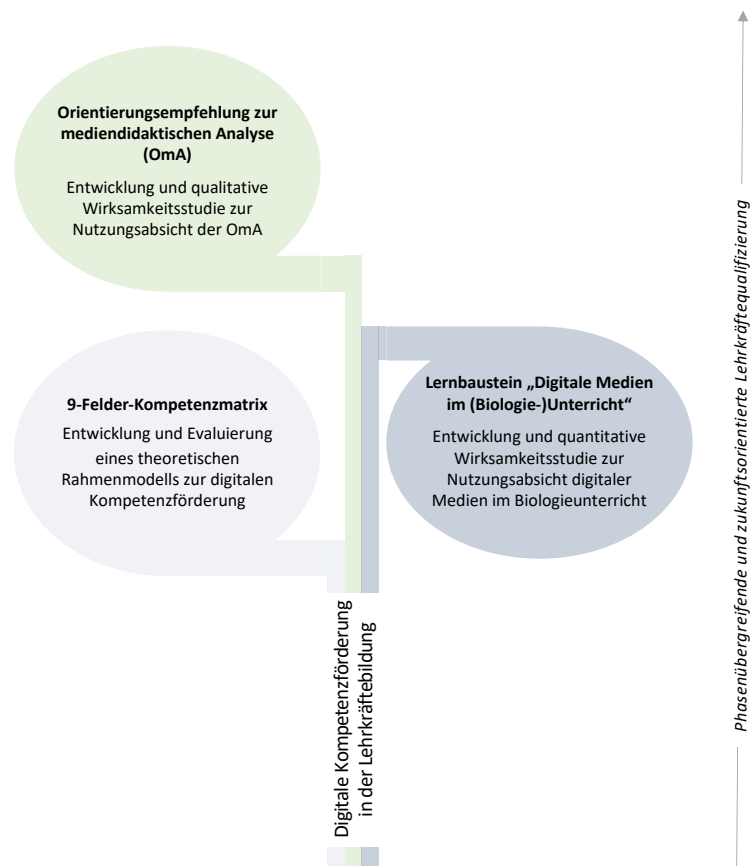 Orientierungsempfehlung zur
mediendidaktischen Analyse
(OmA)
Entwicklung und qualitative
Wirksamkeitsstudie zur
Nutzungsabsicht der OmA
9-Felder-Kompetenzmatrix
Entwicklung und Evaluierung
eines theoretischen
Rahmenmodells zur digitalen
Kompetenzförderung
Lernbaustein „Digitale Medien
im (Biologie-)Unterricht“
Entwicklung und quantitative
Wirksamkeitsstudie zur
Nutzungsabsicht digitaler
Medien im Biologieunterricht
Digitale Kompetenzförderung
in der Lehrkräftebildung
Phasenübergreifende und zukunftsorientierte Lehrkräftequalifizierung